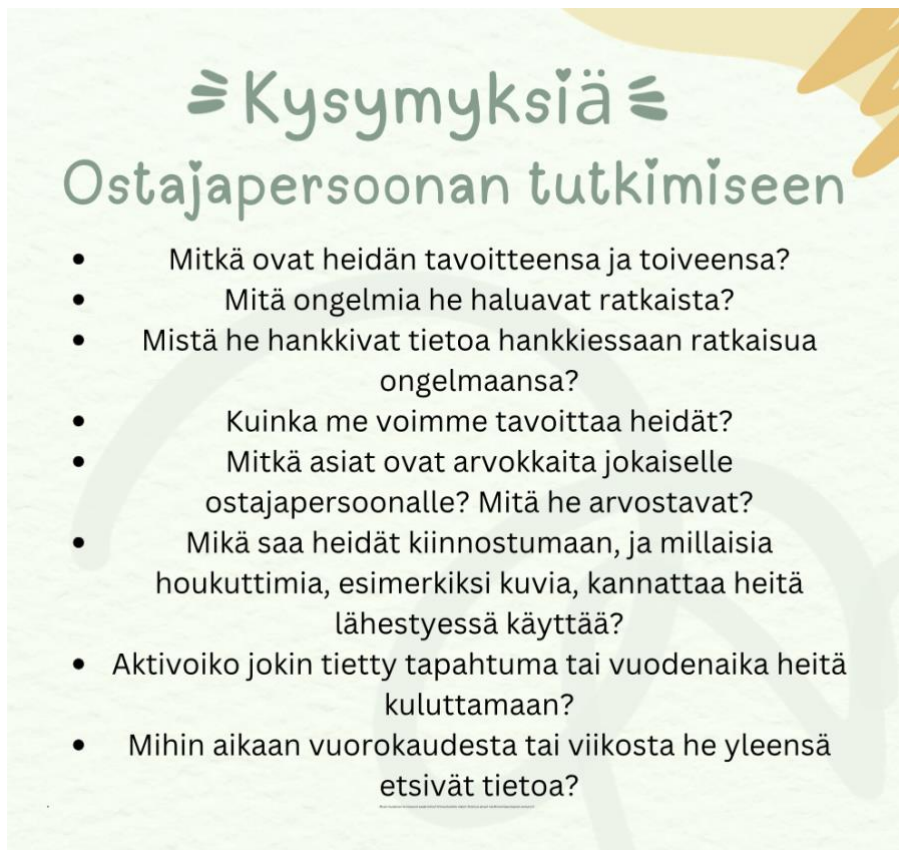 Kysymyksiä
Ostajapersoonan tutkimiseen
• Mitkä ovat heidän tavoitteensa ja toiveensa?
• Mitä ongelmia he haluavat ratkaista?
• Mistä he hankkivat tietoa hankkiessaan ratkaisua
ongelmaansa?
• Kuinka me voimme tavoittaa heidät?
• Mitkä asiat ovat arvokkaita jokaiselle
ostajapersoonalle? Mitä he arvostavat?
• Mikä saa heidät kiinnostumaan, ja millaisia
houkuttimia, esimerkiksi kuvia, kannattaa heitä
lähestyessä käyttää?
• Aktivoiko jokin tietty tapahtuma tai vuodenaika heitä
kuluttamaan?
• Mihin aikaan vuorokaudesta tai viikosta he yleensä
etsivät tietoa?